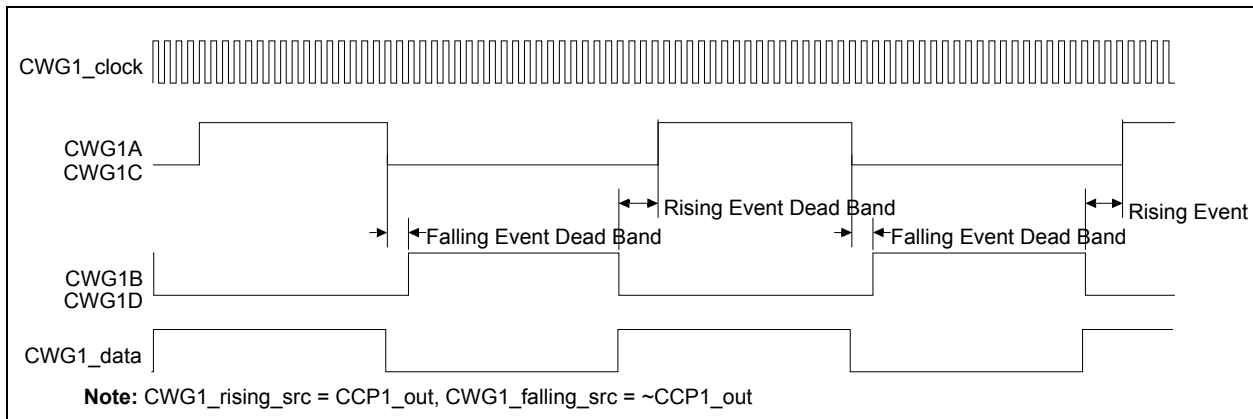 CWG1_clock
CWG1A
CWG1C
Rising Event Dead Band
Rising Event
Falling Event Dead Band
Falling Event Dead Band
CWG1B
CWG1D
CWG1_data
Note: CWG1_rising_src = CCP1_out, CWG1_falling_src = ~CCP1_out